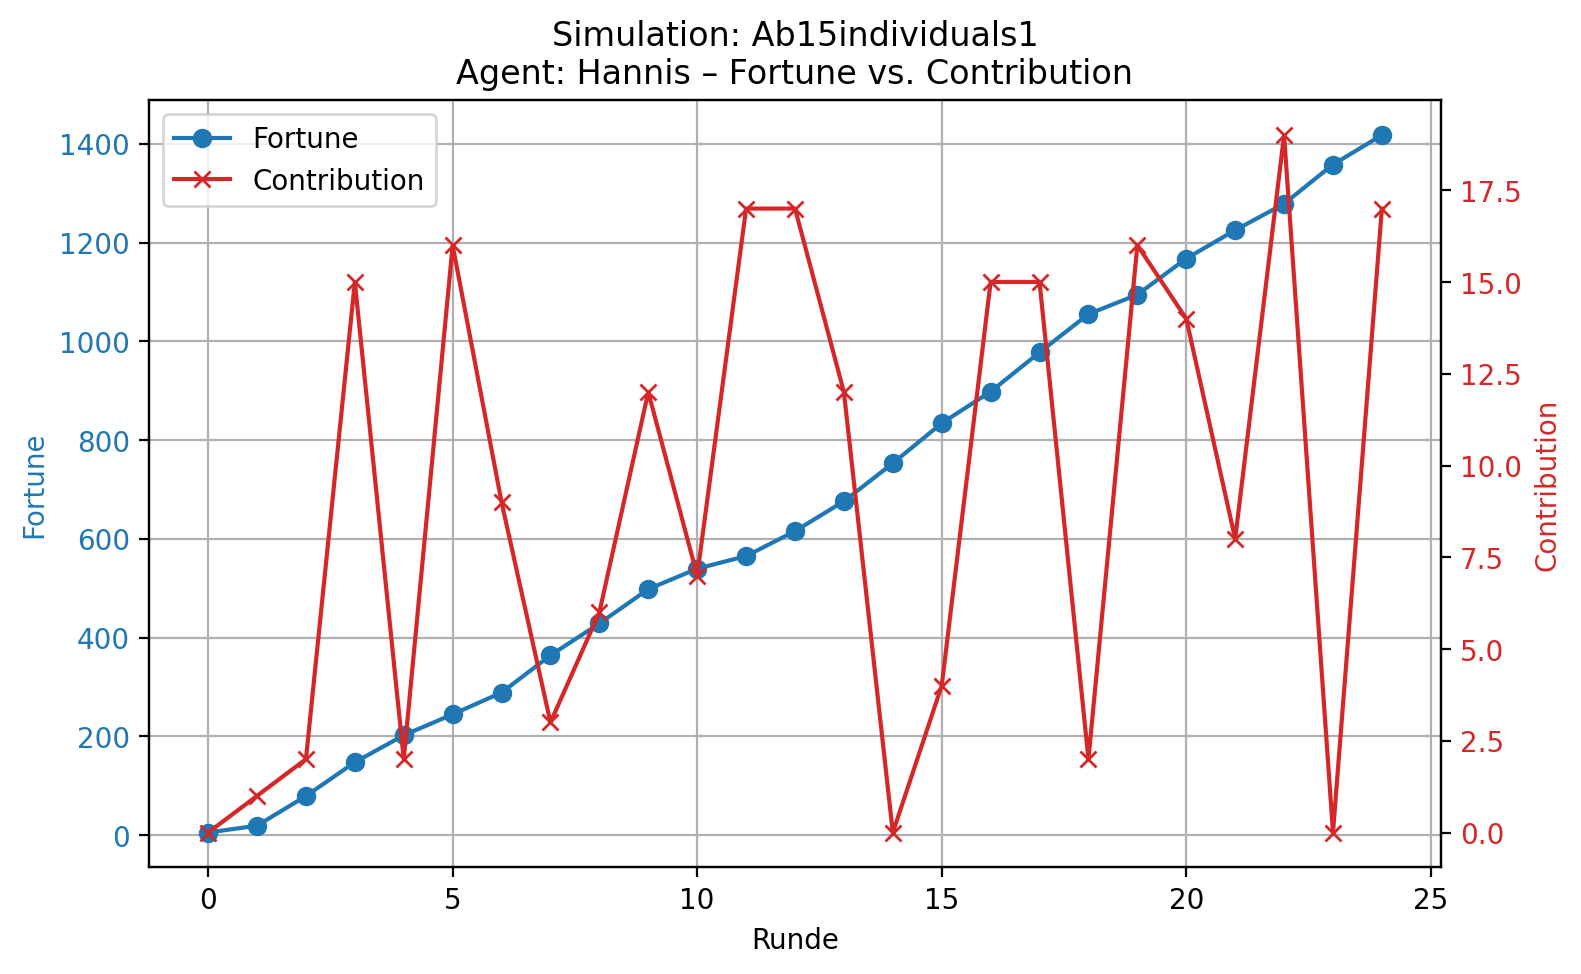 Simulation: Ab15individuals1
Agent: Hannis – Fortune vs. Contribution
Fortune
Contribution
1400
1200
1000
800
600
400
200
0
Fortune
17.5
15.0
12.5
10.0
7.5
5.0
2.5
0.0
Contribution
0 5 10 15 20 25
Runde